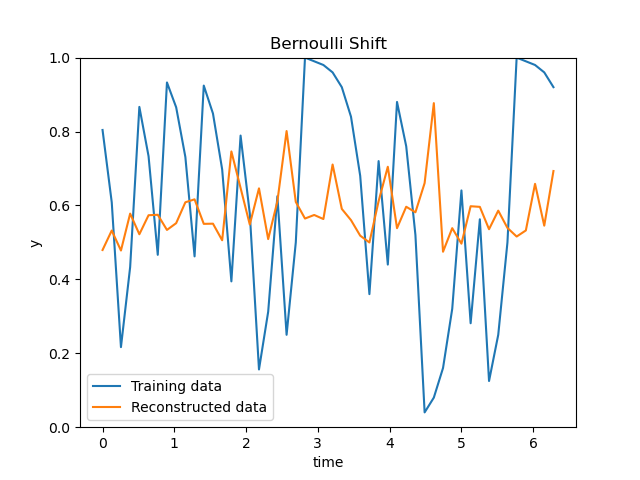 Bernoulli Shift
1.0
0.8
0.6
0.4
0.2
0.0
y
Training data
Reconstructed data
0 1 2 3 4 5 6
time